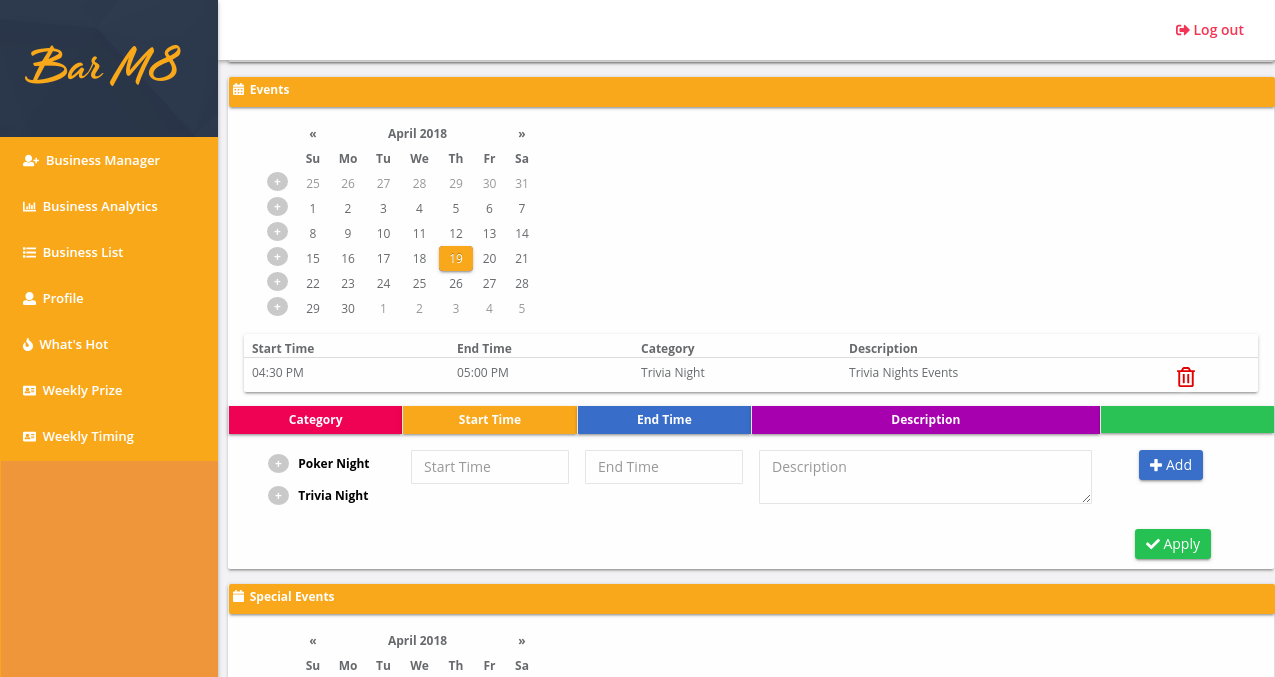 Bar M8
Log out
Business Manager
Business Analytics
Business List
Profile
What's Hot
Weekly Prize
Weekly Timing
Events
« April 2018 »
Su Mo Tu We Th Fr Sa
+ 25 26 27 28 29 30 31
+ 1 2 3 4 5 6 7
+ 8 9 10 11 12 13 14
+ 15 16 17 18 19 20 21
+ 22 23 24 25 26 27 28
+ 29 30 1 2 3 4 5
Start Time End Time Category Description
04:30 PM 05:00 PM Trivia Night Trivia Nights Events
Category Start Time End Time Description
+ Poker Night Start Time End Time Description Add
+ Trivia Night
Apply
Special Events
« April 2018 »
Su Mo Tu We Th Fr Sa